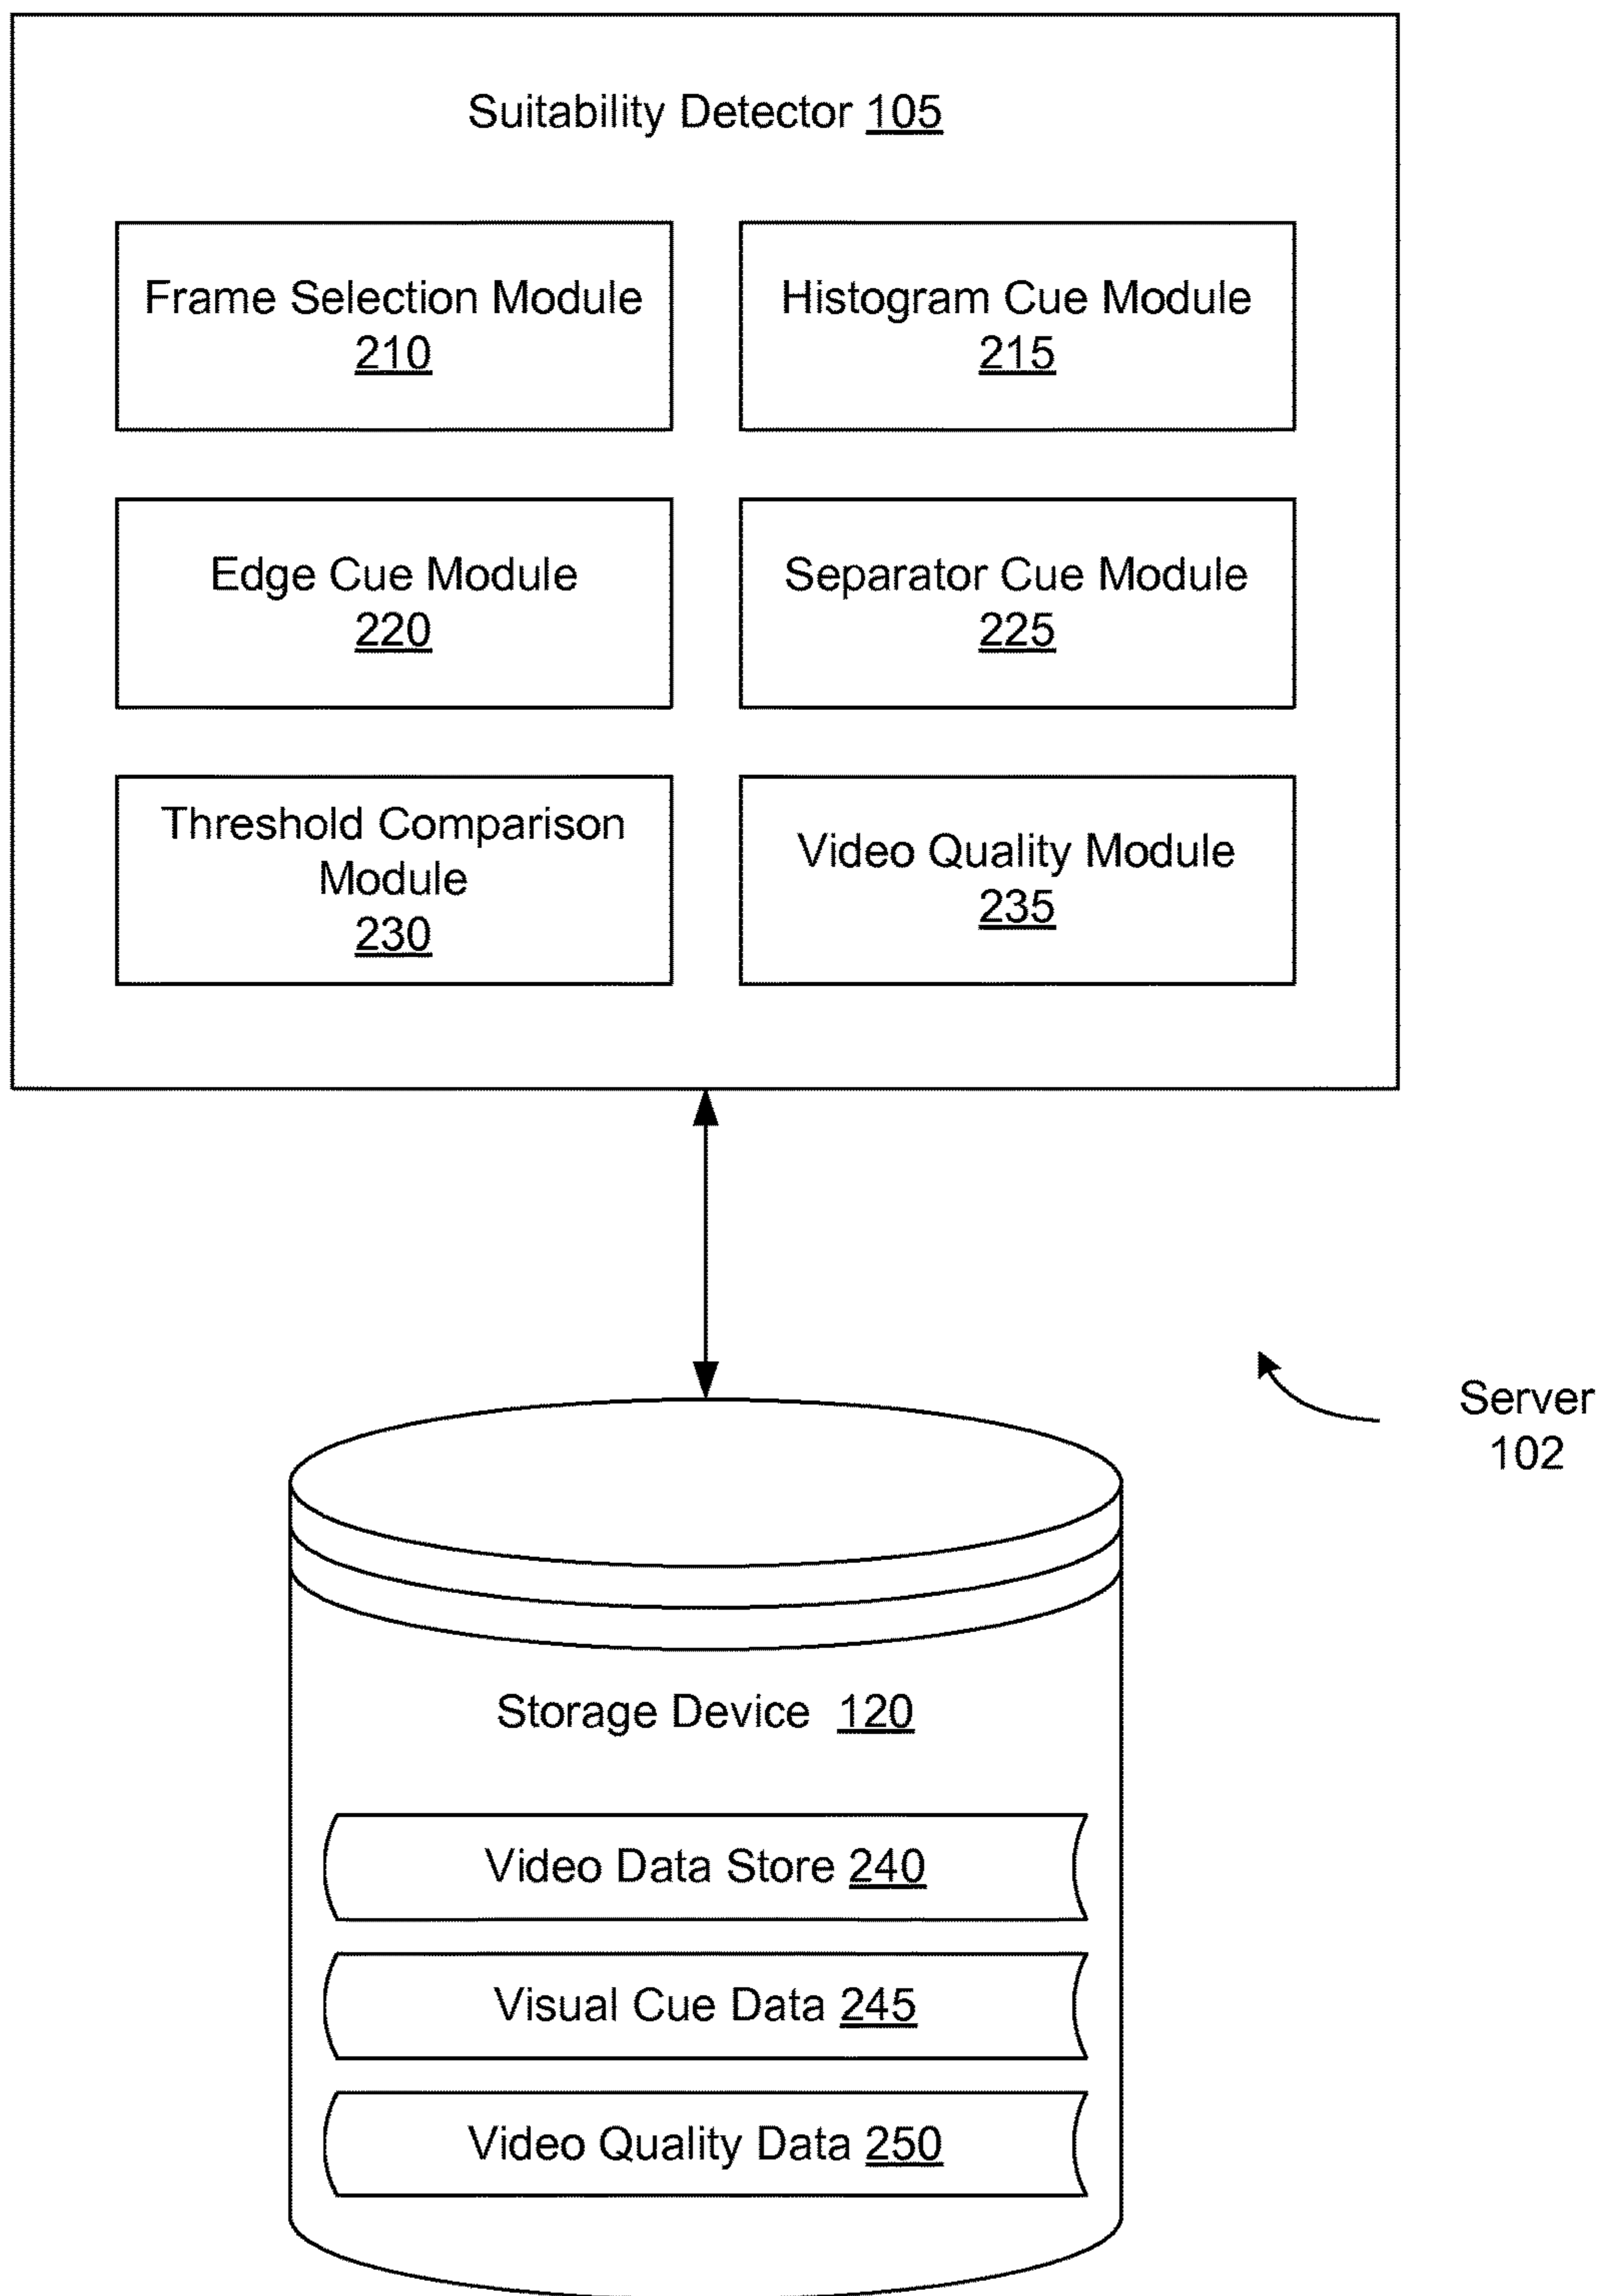 Suitability Detector 105
Frame Selection Module
210
Histogram Cue Module
215
Edge Cue Module
220
Separator Cue Module
225
Threshold Comparison
Module
230
Video Quality Module
235
Server
102
Storage Device 120
Video Data Store 240
Visual Cue Data 245
Video Quality Data 250